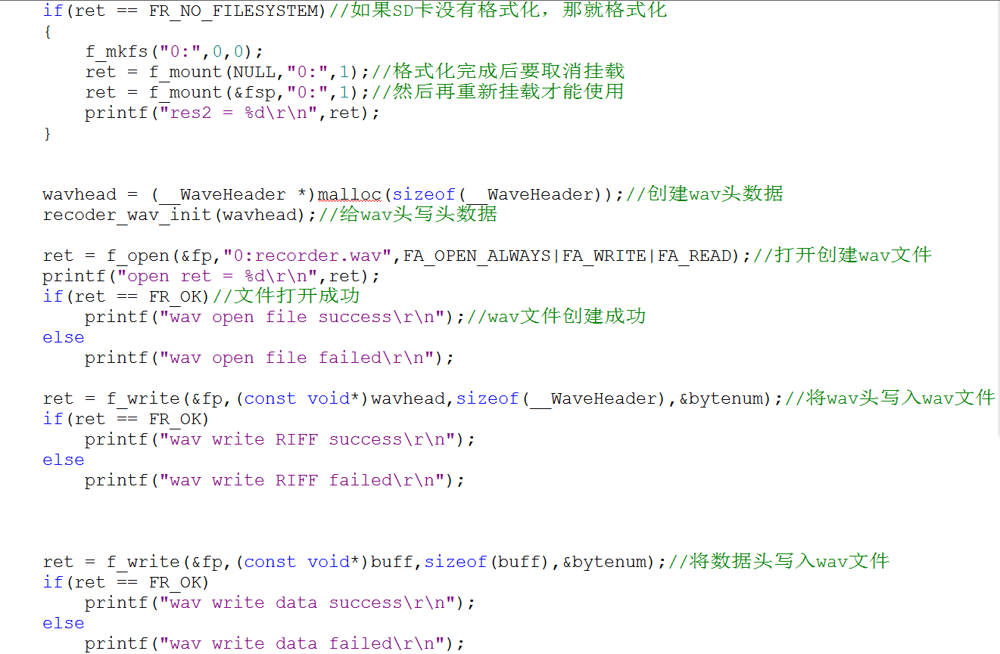 if(ret == FR_NO_FILESYSTEM)//如果SD卡没有格式化，那就格式化
{
f_mkfs("0:",0,0);
ret = f_mount(NULL,"0:",1);//格式化完成后要取消挂载
ret = f_mount(&fsp,"0:",1);//然后再重新挂载才能使用
printf("res2 = %d\r\n",ret);
}
wavhead = (__WaveHeader *)malloc(sizeof(__WaveHeader));//创建wav头数据
recoder_wav_init(wavhead);//给wav头写头数据
ret = f_open(&fp,"0:recorder.wav",FA_OPEN_ALWAYS|FA_WRITE|FA_READ);//打开创建wav文件
printf("open ret = %d\r\n",ret);
if(ret == FR_OK)//文件打开成功
printf("wav open file success\r\n");//wav文件创建成功
else
printf("wav open file failed\r\n");
ret = f_write(&fp,(const void*)wavhead,sizeof(__WaveHeader),&bytenum);//将wav头写入wav文件
if(ret == FR_OK)
printf("wav write RIFF success\r\n");
else
printf("wav write RIFF failed\r\n");
ret = f_write(&fp,(const void*)buff,sizeof(buff),&bytenum);//将数据头写入wav文件
if(ret == FR_OK)
printf("wav write data success\r\n");
else
printf("wav write data failed\r\n");